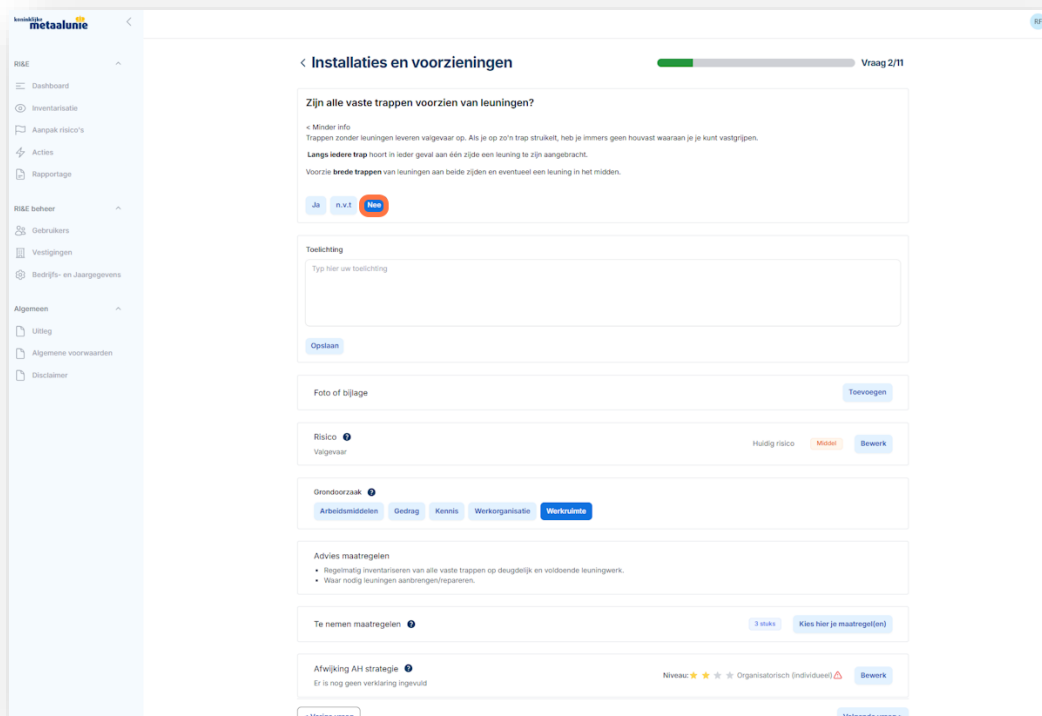 koninklijke
metaalunie
RF
RI&E
Dashboard
Inventarisatie
Aanpak risico's
Acties
Rapportage
RI&E beheer
Gebruikers
Vestigingen
Bedrijfs- en Jaargegevens
Algemeen
Uitleg
Algemene voorwaarden
Disclaimer
< Installaties en voorzieningen
Vraag 2/11
Zijn alle vaste trappen voorzien van leuningen?
< Minder info
Trappen zonder leuningen leveren valgevaar op. Als je op zo'n trap struikelt, heb je immers geen houvast waaraan je je kunt vastgrijpen.
Langs iedere trap hoort in ieder geval aan één zijde een leuning te zijn aangebracht.
Voorzie brede trappen van leuningen aan beide zijden en eventueel een leuning in het midden.
Ja n.v.t Nee
Toelichting
Typ hier uw toelichting
Opslaan
Foto of bijlage Toevoegen
Risico ?
Valgevaar
Huidig risico Middel Bewerk
Grondoorzaak ?
Arbeidsmiddelen Gedrag Kennis Werkorganisatie Werkruimte
Advies maatregelen
• Regelmatig inventariseren van alle vaste trappen op deugdelijk en voldoende leuningwerk.
• Waar nodig leuningen aanbrengen/repareren.
Te nemen maatregelen ? 3 stuks Kies hier je maatregel(en)
Afwijking AH strategie ?
Er is nog geen verklaring ingevuld
Niveau: Organisatorisch (individueel) Bewerk
< Vorige vraag Volgende vraag >